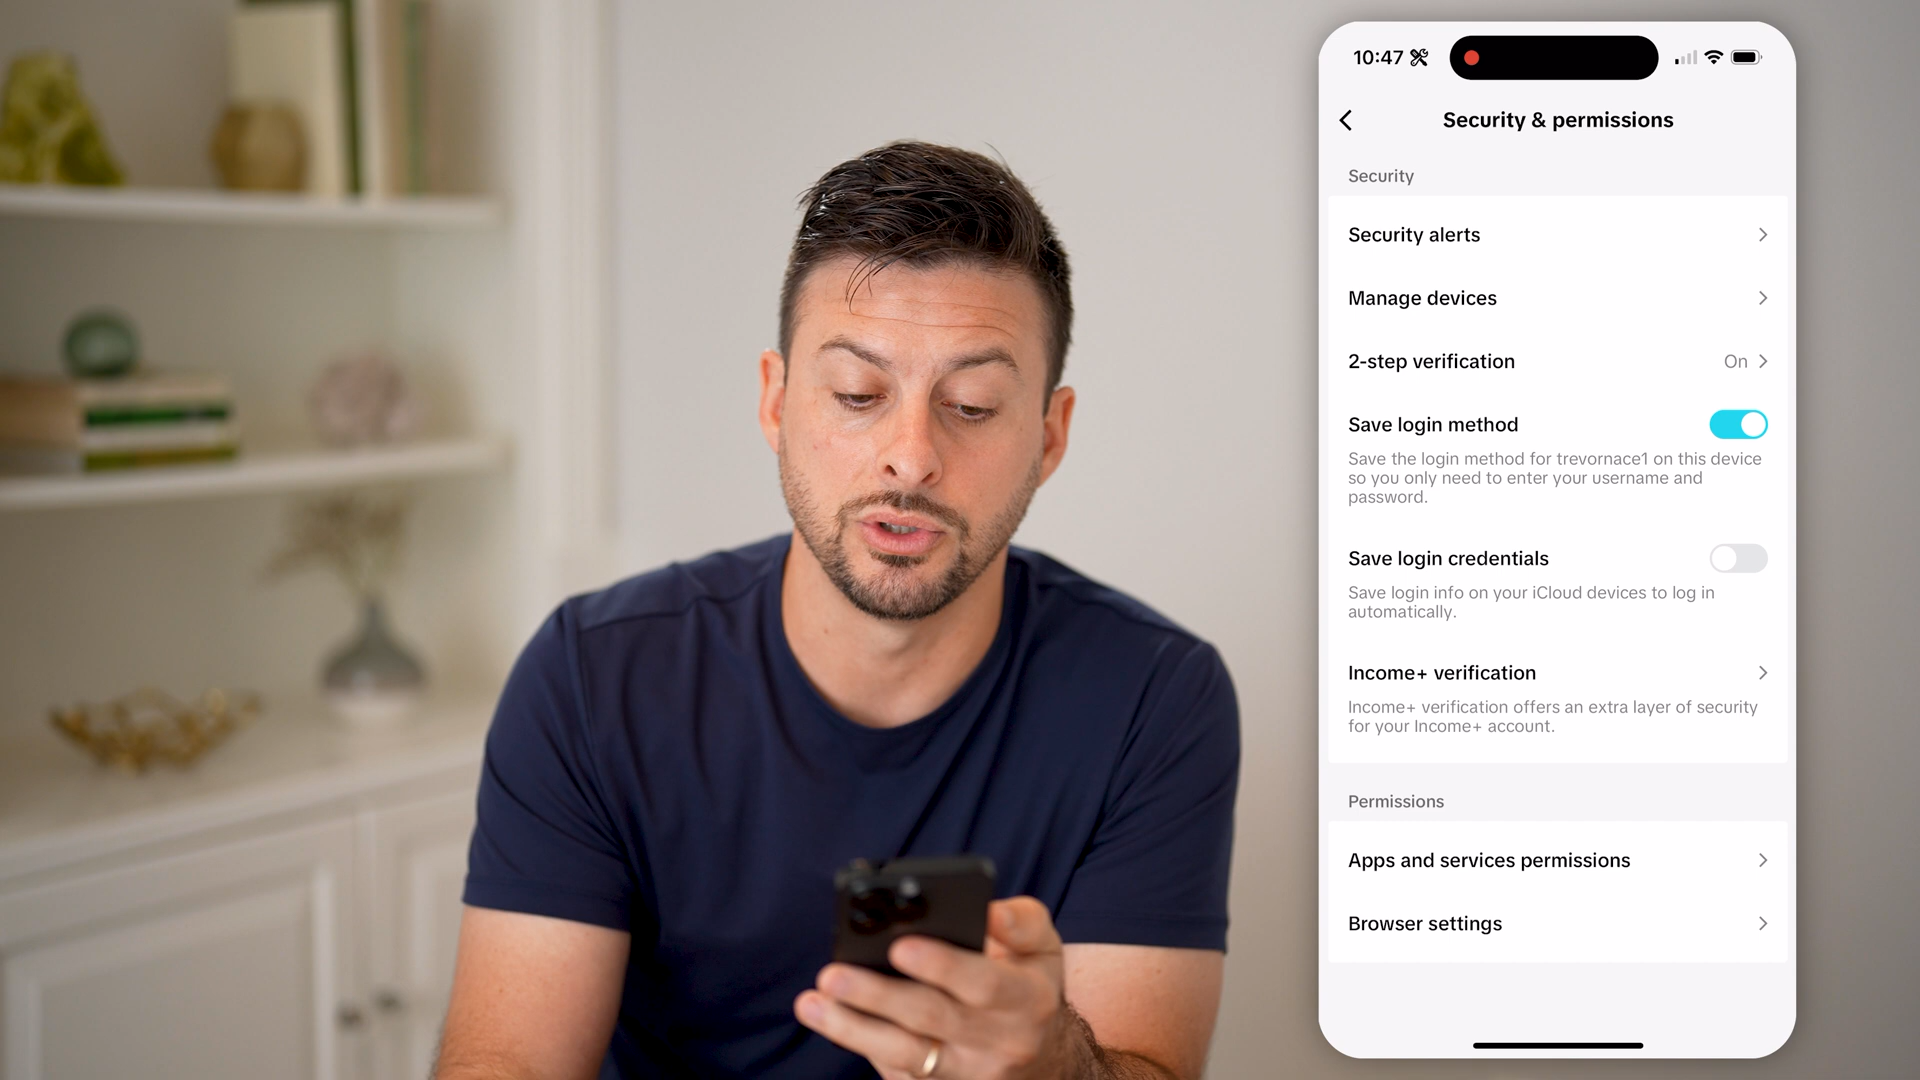 10:47
Security & permissions
Security
Security alerts
Manage devices
2-step verification On
Save login method
Save the login method for trevornace1 on this device
so you only need to enter your username and
password.
Save login credentials
Save login info on your iCloud devices to log in
automatically.
Income+ verification
Income+ verification offers an extra layer of security
for your Income+ account.
Permissions
Apps and services permissions
Browser settings